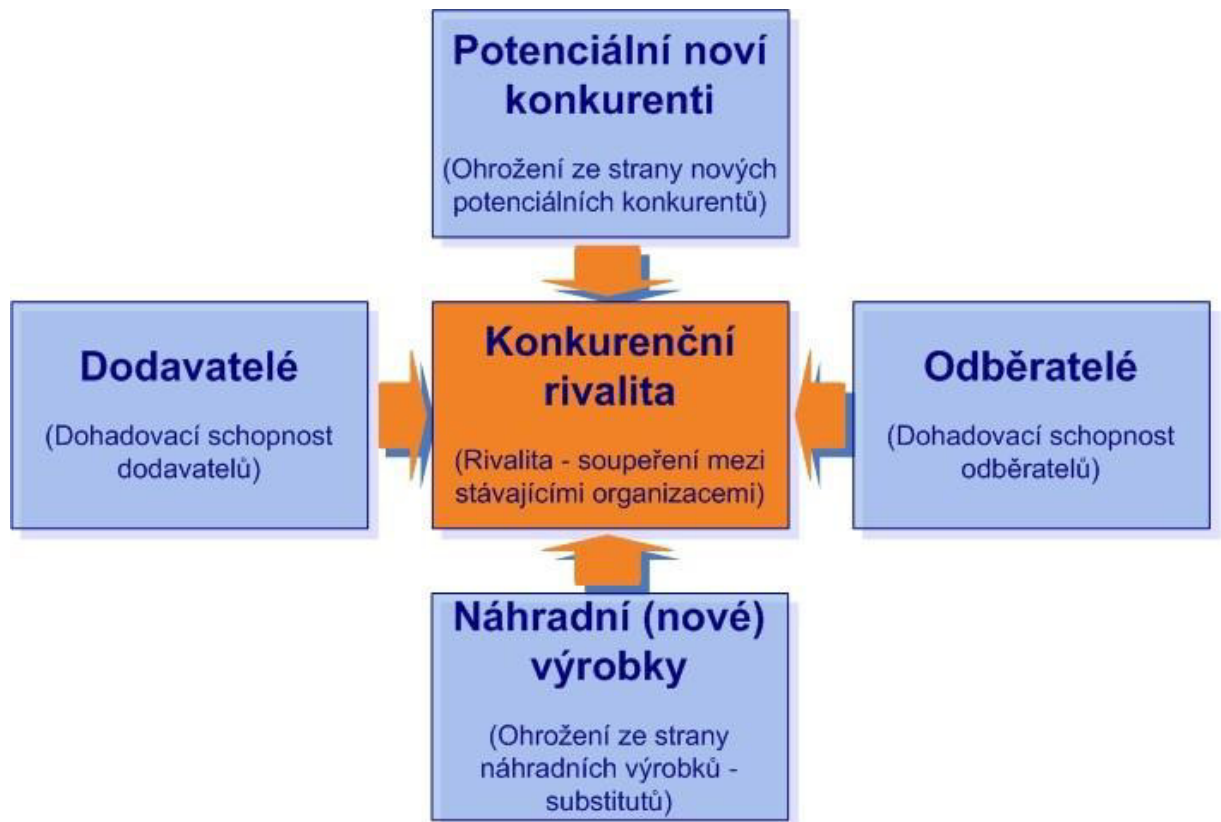 Potenciální noví
konkurenti
(Ohrožení ze strany nových
potenciálních konkurentů)
Dodavatelé
(Dohadovací schopnost
dodavatelů)
Konkurenční
rivalita
(Rivalita - soupeření mezi
stávajícími organizacemi)
Odběratelé
(Dohadovací schopnost
odběratelů)
Náhradní (nové)
výrobky
(Ohrožení ze strany
náhradních výrobků -
substitutů)